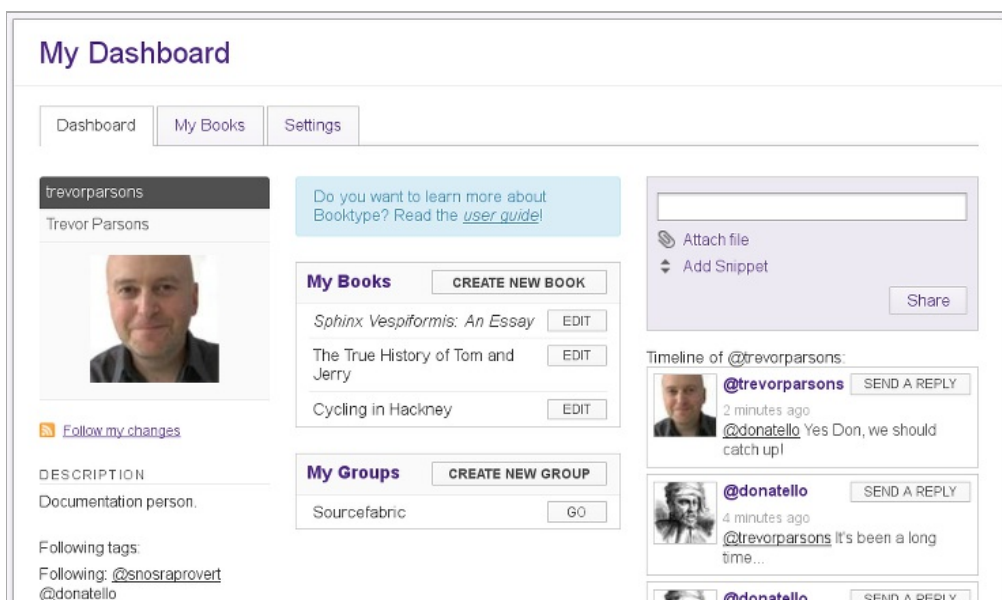 My Dashboard
Dashboard
My Books
Settings
trevorparsons
Trevor Parsons
Follow my changes
DESCRIPTION
Documentation person.
Following tags:
Following: @snosraprovert
@donatello
Do you want to learn more about
Booktype? Read the user guide!
My Books
CREATE NEW BOOK
Sphinx Vespiformis: An Essay
EDIT
The True History of Tom and
Jerry
EDIT
Cycling in Hackney
EDIT
My Groups
CREATE NEW GROUP
Sourcefabric
GO
Attach file
Add Snippet
Share
Timeline of @trevorparsons:
@trevorparsons
SEND A REPLY
2 minutes ago
@donatello Yes Don, we should
catch up!
@donatello
SEND A REPLY
4 minutes ago
@trevorparsons It's been a long
time...
@donatello
SEND A REPLY